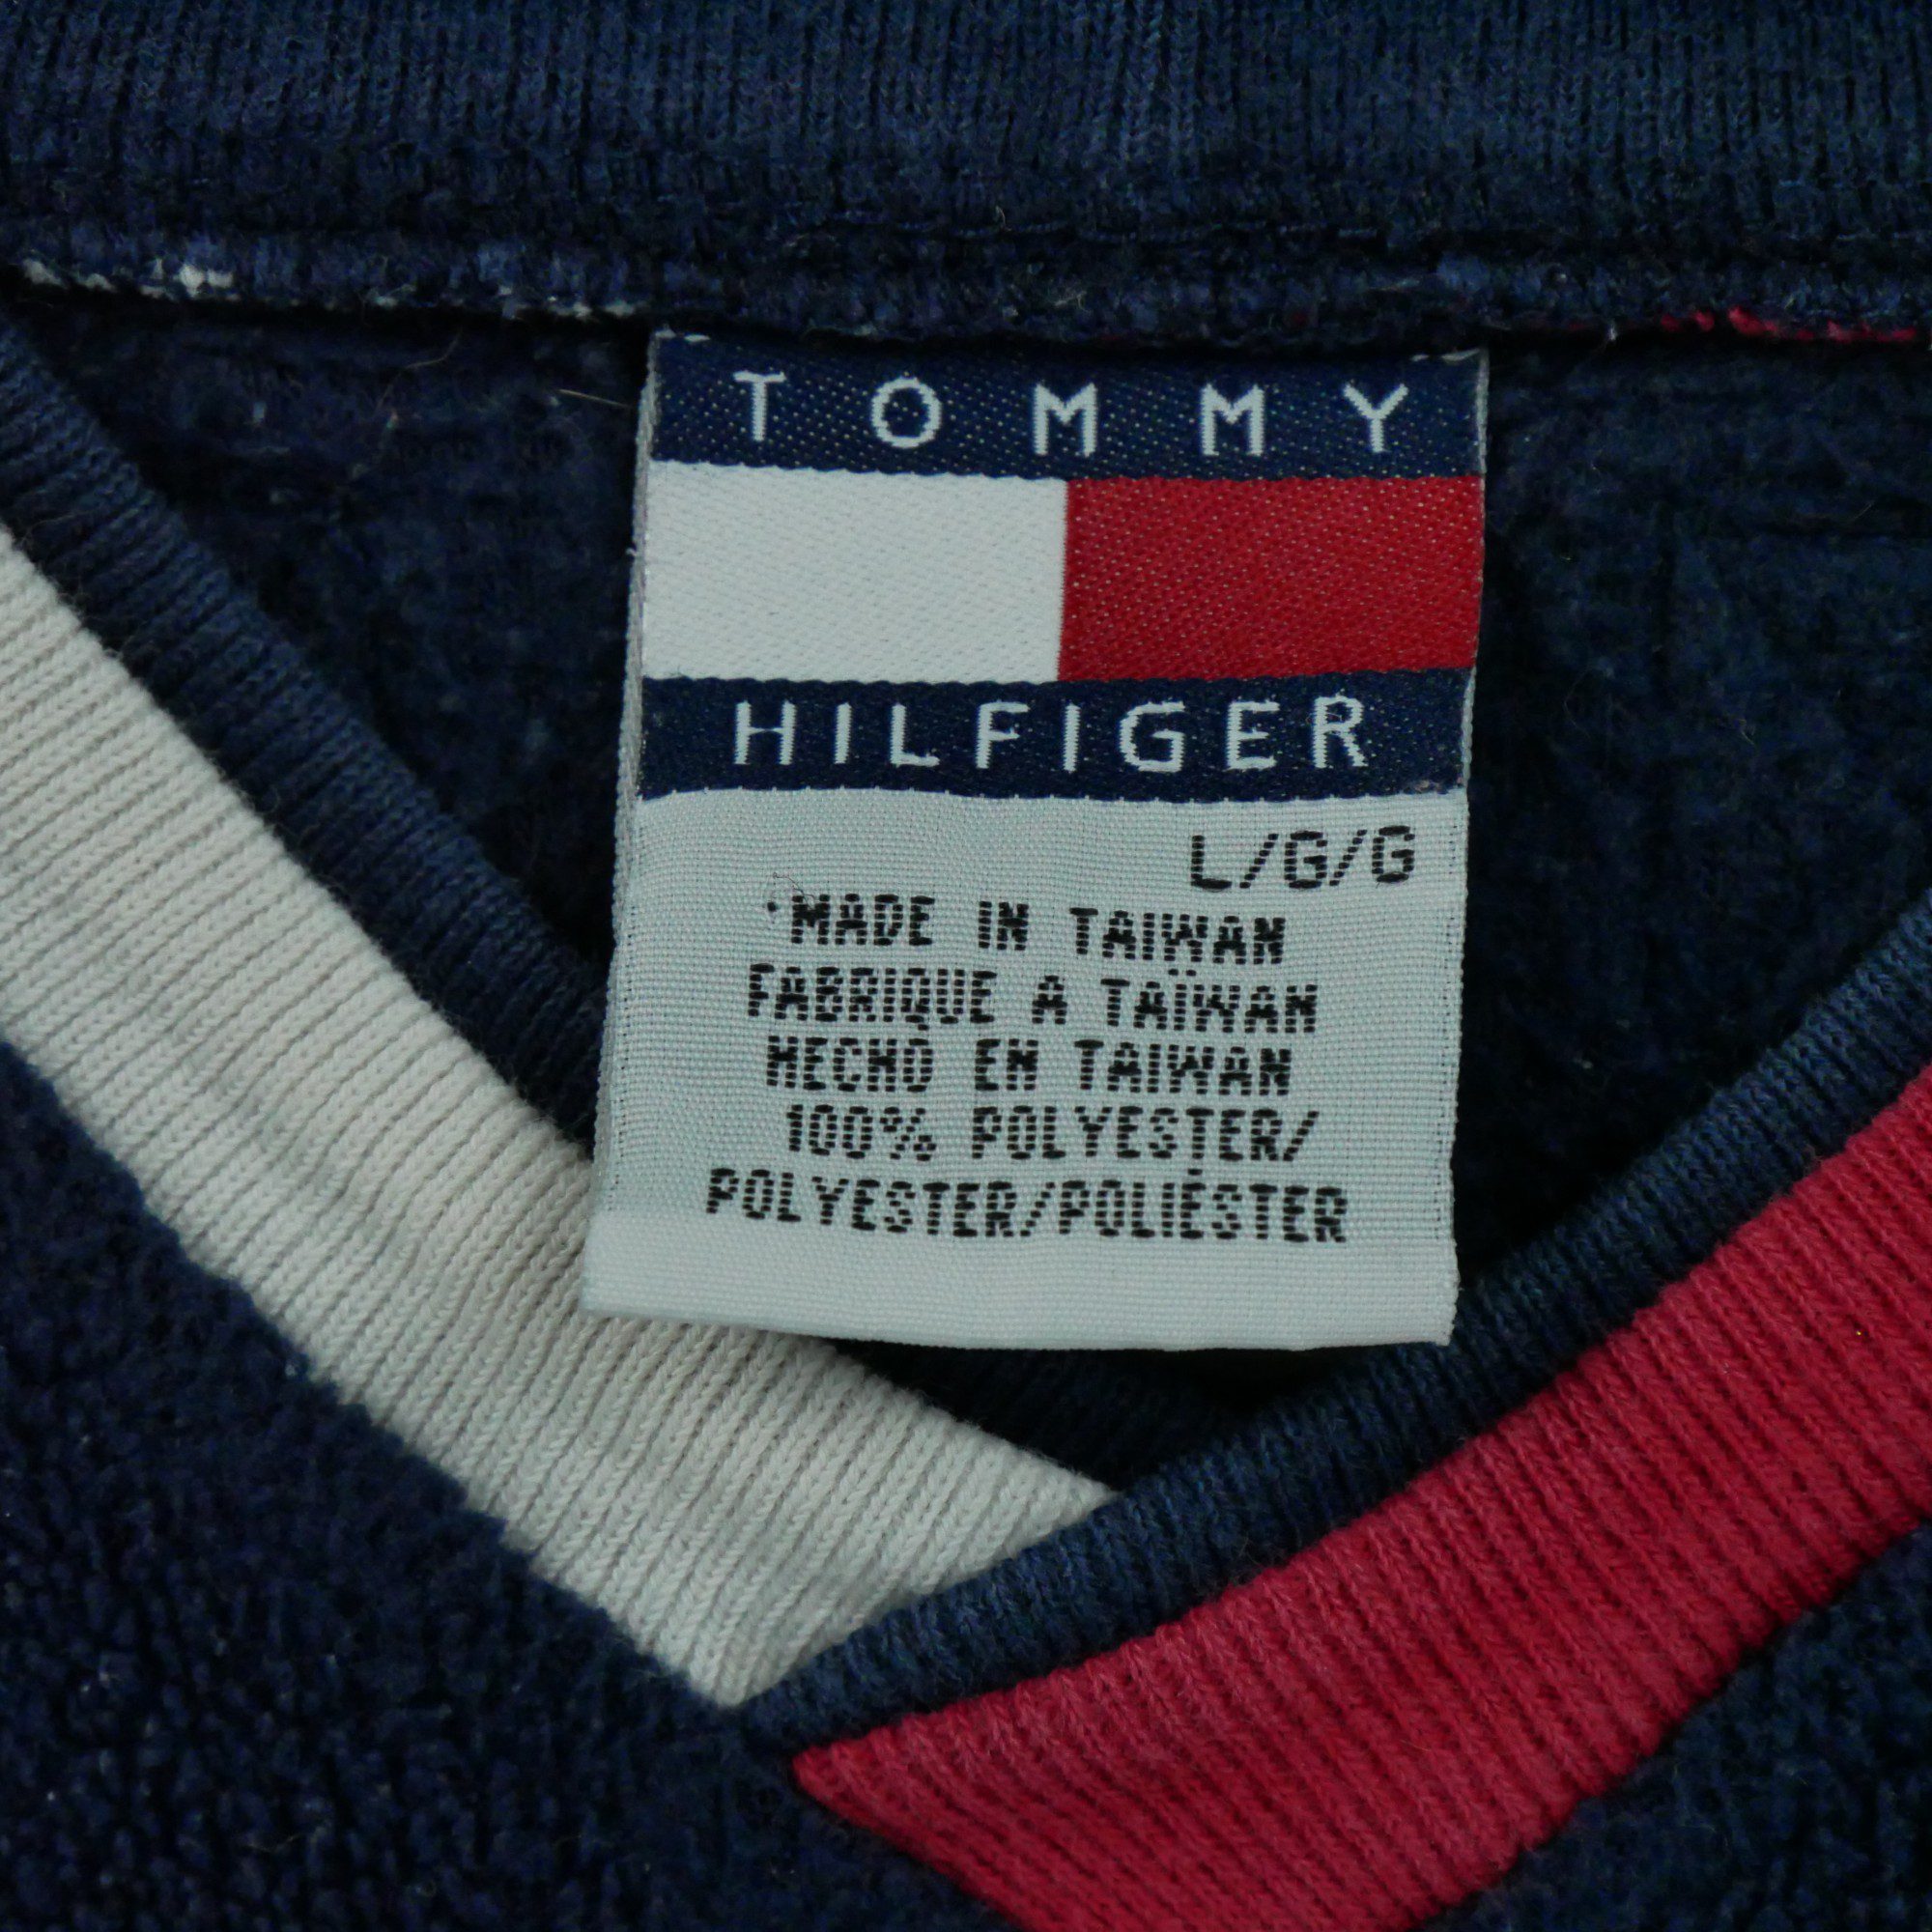 TOMMY
HILFIGER
L/G/G
MADE IN TAIWAN
FABRIQUE A TAÏWAN
HECHO EN TAIWAN
100% POLYESTER/
POLYESTER/POLIÉSTER